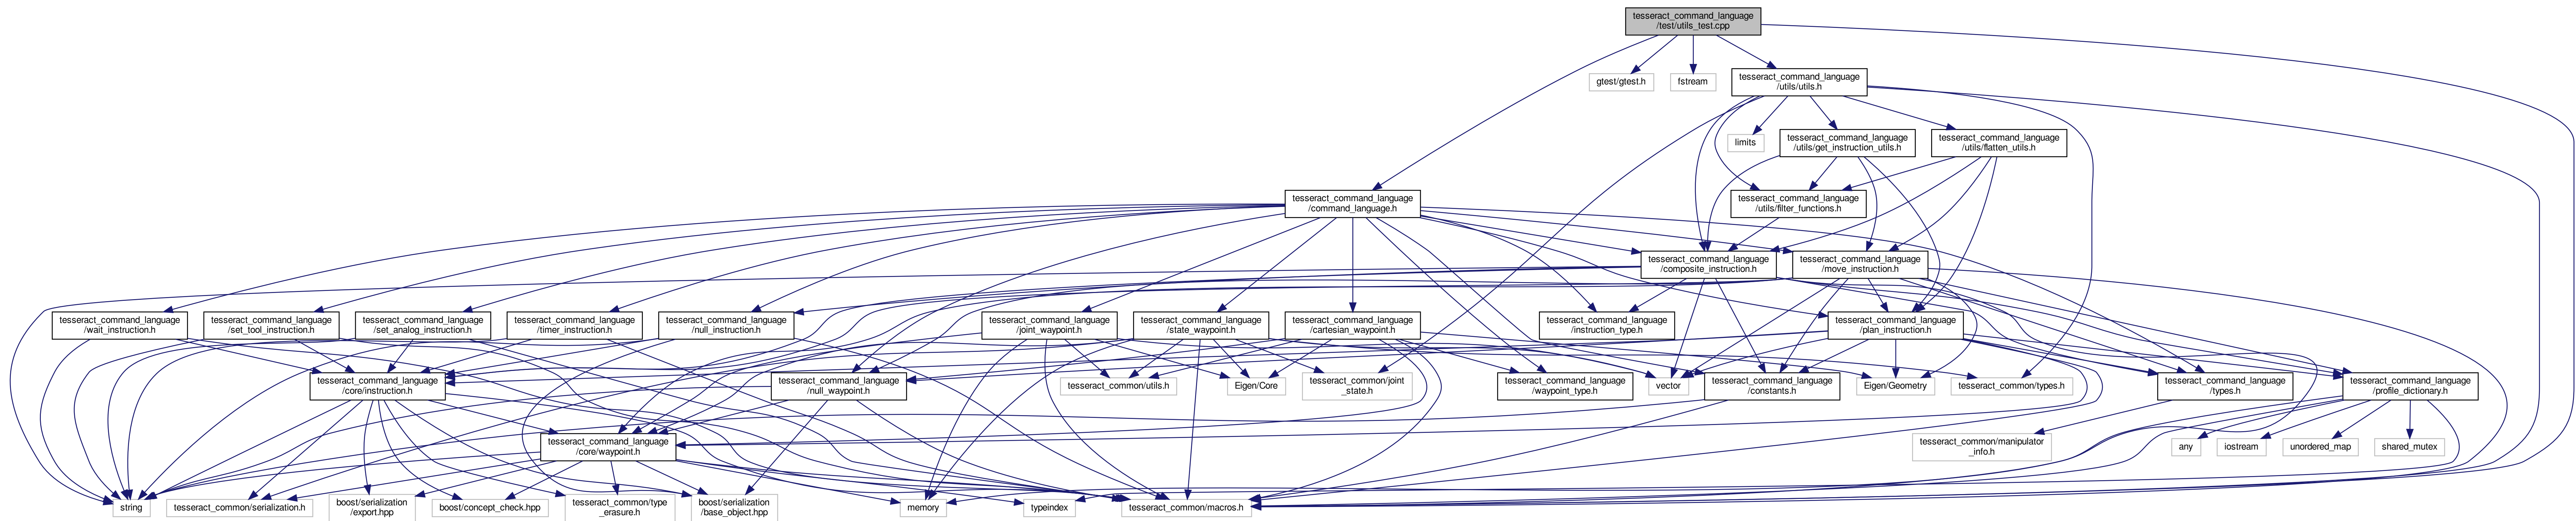 tesseract_command_language
/test/utils_test.cpp
gtest/gtest.h
fstream
tesseract_command_language
/utils/utils.h
limits
tesseract_command_language
/utils/get_instruction_utils.h
tesseract_command_language
/utils/flatten_utils.h
tesseract_command_language
/command_language.h
tesseract_command_language
/utils/filter_functions.h
tesseract_command_language
/composite_instruction.h
tesseract_command_language
/move_instruction.h
tesseract_command_language
/wait_instruction.h
tesseract_command_language
/set_tool_instruction.h
tesseract_command_language
/set_analog_instruction.h
tesseract_command_language
/timer_instruction.h
tesseract_command_language
/null_instruction.h
tesseract_command_language
/joint_waypoint.h
tesseract_command_language
/state_waypoint.h
tesseract_command_language
/cartesian_waypoint.h
tesseract_command_language
/instruction_type.h
tesseract_command_language
/plan_instruction.h
tesseract_command_language
/core/instruction.h
tesseract_command_language
/null_waypoint.h
tesseract_common/utils.h
Eigen/Core
tesseract_common/joint
_state.h
tesseract_command_language
/waypoint_type.h
vector
tesseract_command_language
/constants.h
Eigen/Geometry
tesseract_common/types.h
tesseract_command_language
/types.h
tesseract_command_language
/profile_dictionary.h
tesseract_command_language
/core/waypoint.h
tesseract_common/manipulator
_info.h
any
iostream
unordered_map
shared_mutex
string
tesseract_common/serialization.h
boost/serialization
/export.hpp
boost/concept_check.hpp
tesseract_common/type
_erasure.h
boost/serialization
/base_object.hpp
memory
typeindex
tesseract_common/macros.h